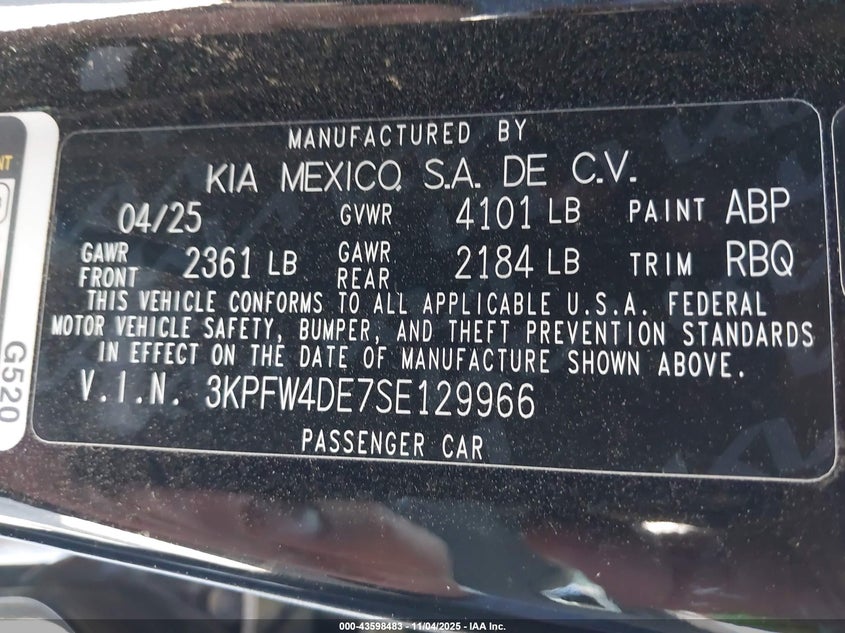 MANUFACTURED BY
KIA MEXICO S.A. DE C.V.
04/25 GVWR 4101 LB PAINT ABP
GAWR FRONT 2361 LB GAWR REAR 2184 LB TRIM RBQ
THIS VEHICLE CONFORMS TO ALL APPLICABLE U.S.A. FEDERAL
MOTOR VEHICLE SAFETY, BUMPER, AND THEFT PREVENTION STANDARDS
IN EFFECT ON THE DATE OF MANUFACTURE SHOWN ABOVE.
V.I.N. 3KPFW4DE7SE129966
PASSENGER CAR
G520
000-43598483 - 11/04/2025 - IAA Inc.